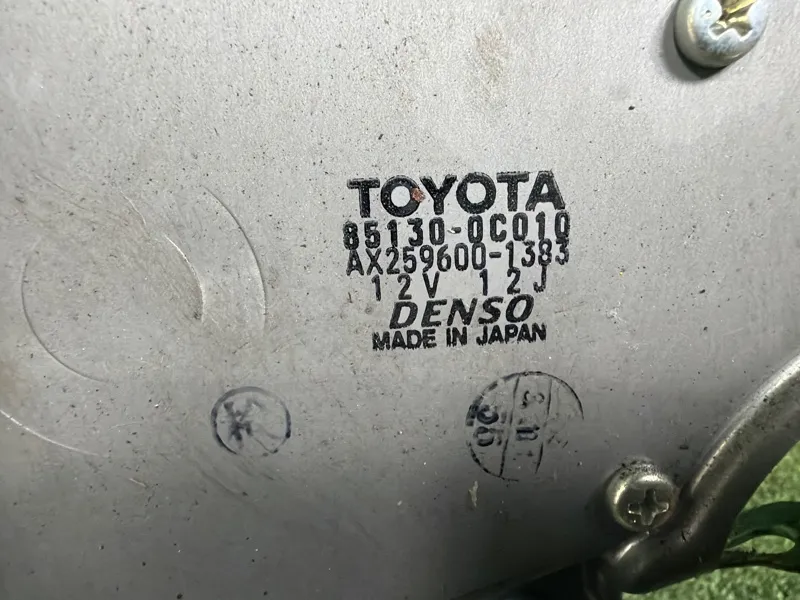 TOYOTA
85130-0C010
AX259600-1383
12V 12J
DENSO
MADE IN JAPAN